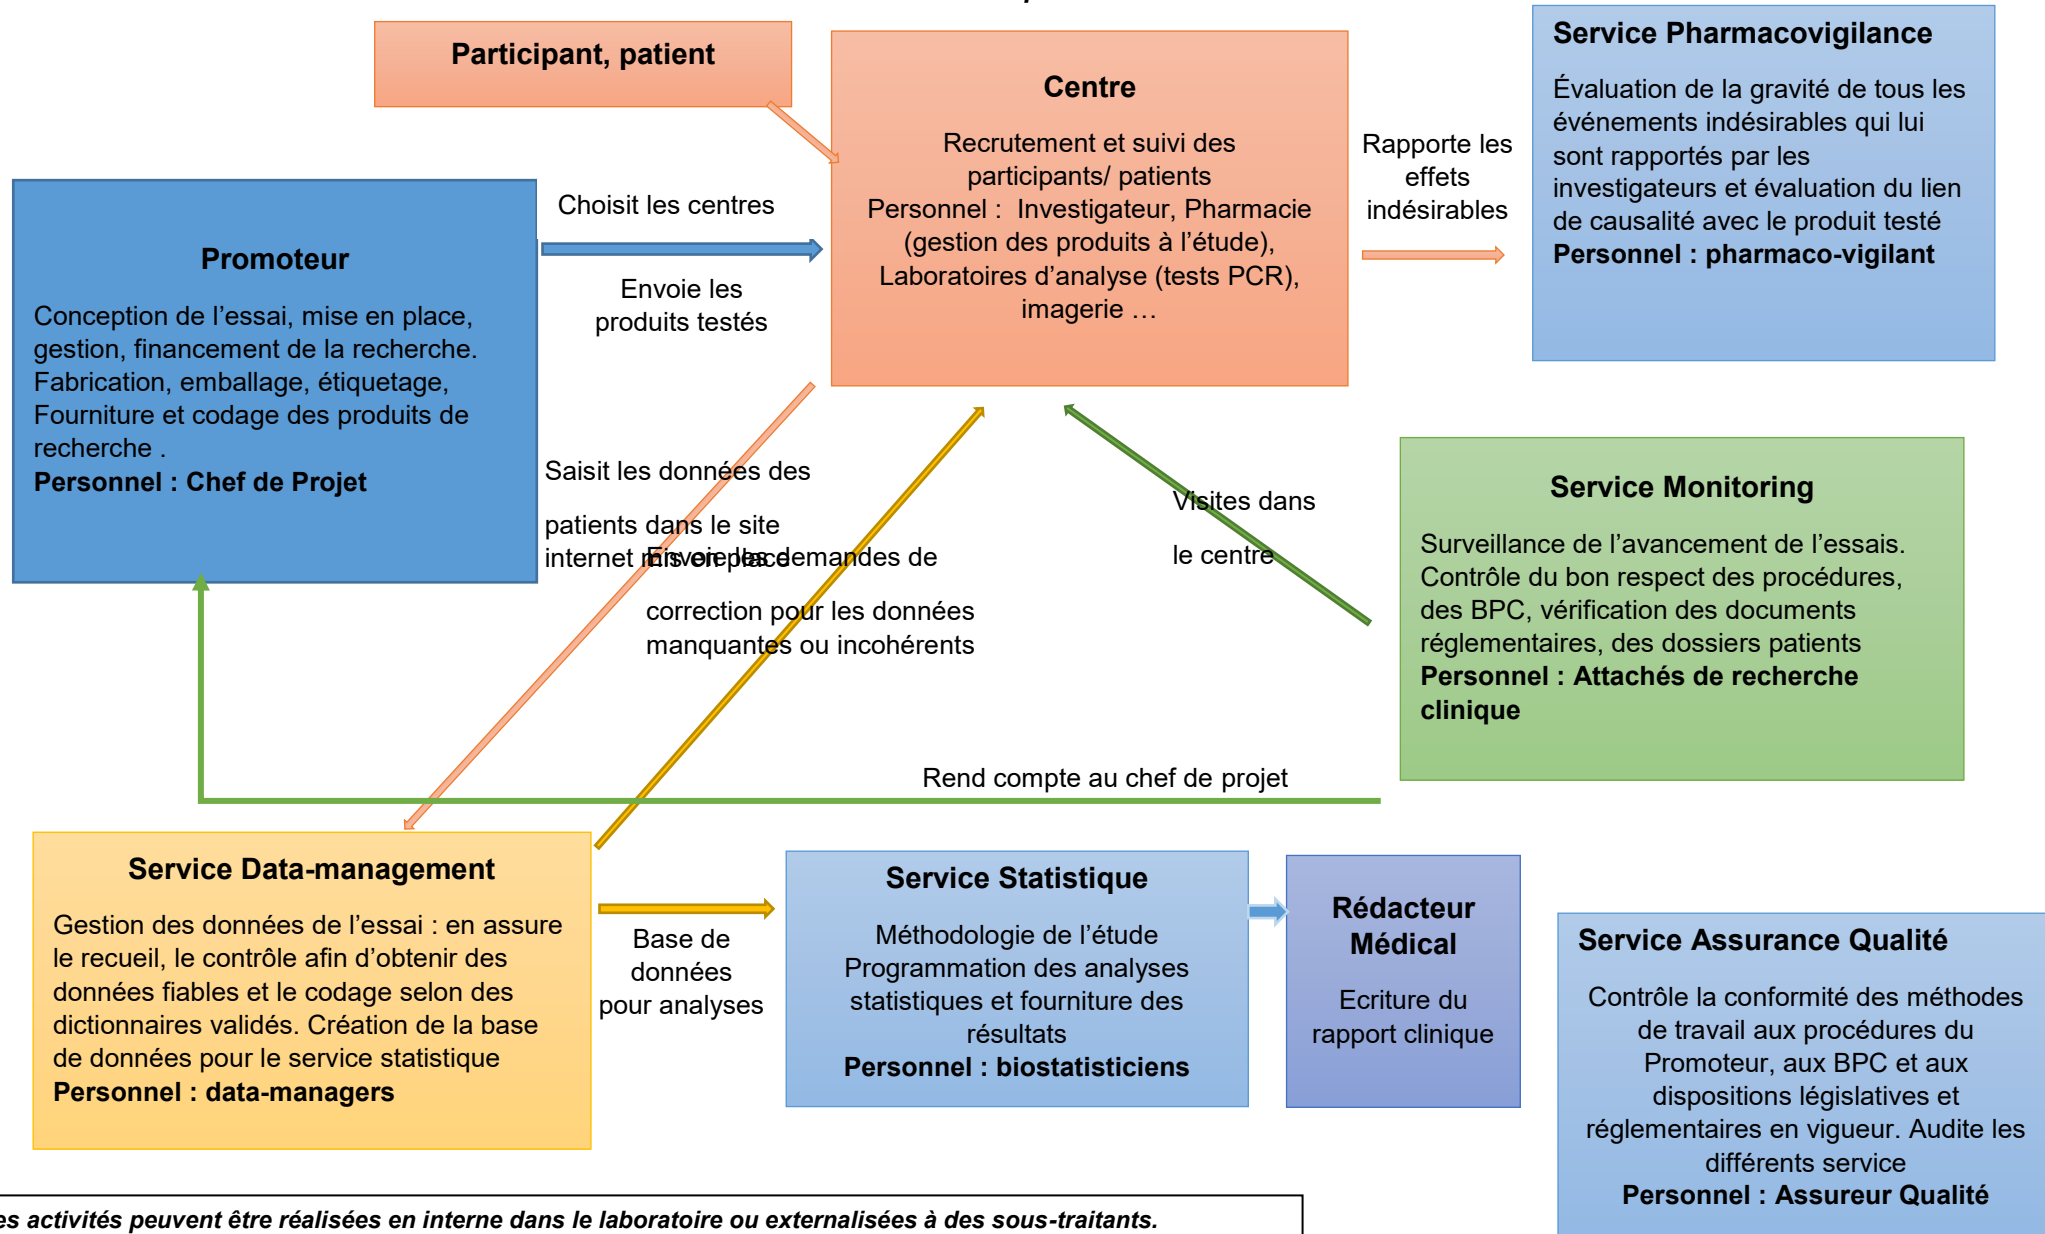 Participant, patient
Centre
Recrutement et suivi des
participants/ patients
Personnel :  Investigateur, Pharmacie
(gestion des produits à l’étude),
Laboratoires d’analyse (tests PCR),
imagerie …
Service Pharmacovigilance
Évaluation de la gravité de tous les
événements indésirables qui lui
sont rapportés par les
investigateurs et évaluation du lien
de causalité avec le produit testé
Personnel : pharmaco-vigilant
Rapporte les
effets
indésirables
Promoteur
Conception de l’essai, mise en place,
gestion, financement de la recherche.
Fabrication, emballage, étiquetage,
Fourniture et codage des produits de
recherche .
Personnel : Chef de Projet
Choisit les centres
Envoie les
produits testés
Saisit les données des
patients dans le site
internet mis en place
Envoie les demandes de
correction pour les données
manquantes ou incohérents
Visites dans
le centre
Service Monitoring
Surveillance de l’avancement de l’essais.
Contrôle du bon respect des procédures,
des BPC, vérification des documents
réglementaires, des dossiers patients
Personnel : Attachés de recherche
clinique
Rend compte au chef de projet
Service Data-management
Gestion des données de l’essai : en assure
le recueil, le contrôle afin d’obtenir des
données fiables et le codage selon des
dictionnaires validés. Création de la base
de données pour le service statistique
Personnel : data-managers
Base de
données
pour analyses
Service Statistique
Méthodologie de l’étude
Programmation des analyses
statistiques et fourniture des
résultats
Personnel : biostatisticiens
Rédacteur
Médical
Ecriture du
rapport clinique
Service Assurance Qualité
Contrôle la conformité des méthodes
de travail aux procédures du
Promoteur, aux BPC et aux
dispositions législatives et
réglementaires en vigueur. Audite les
différents service
Personnel : Assureur Qualité
es activités peuvent être réalisées en interne dans le laboratoire ou externalisées à des sous-traitants.